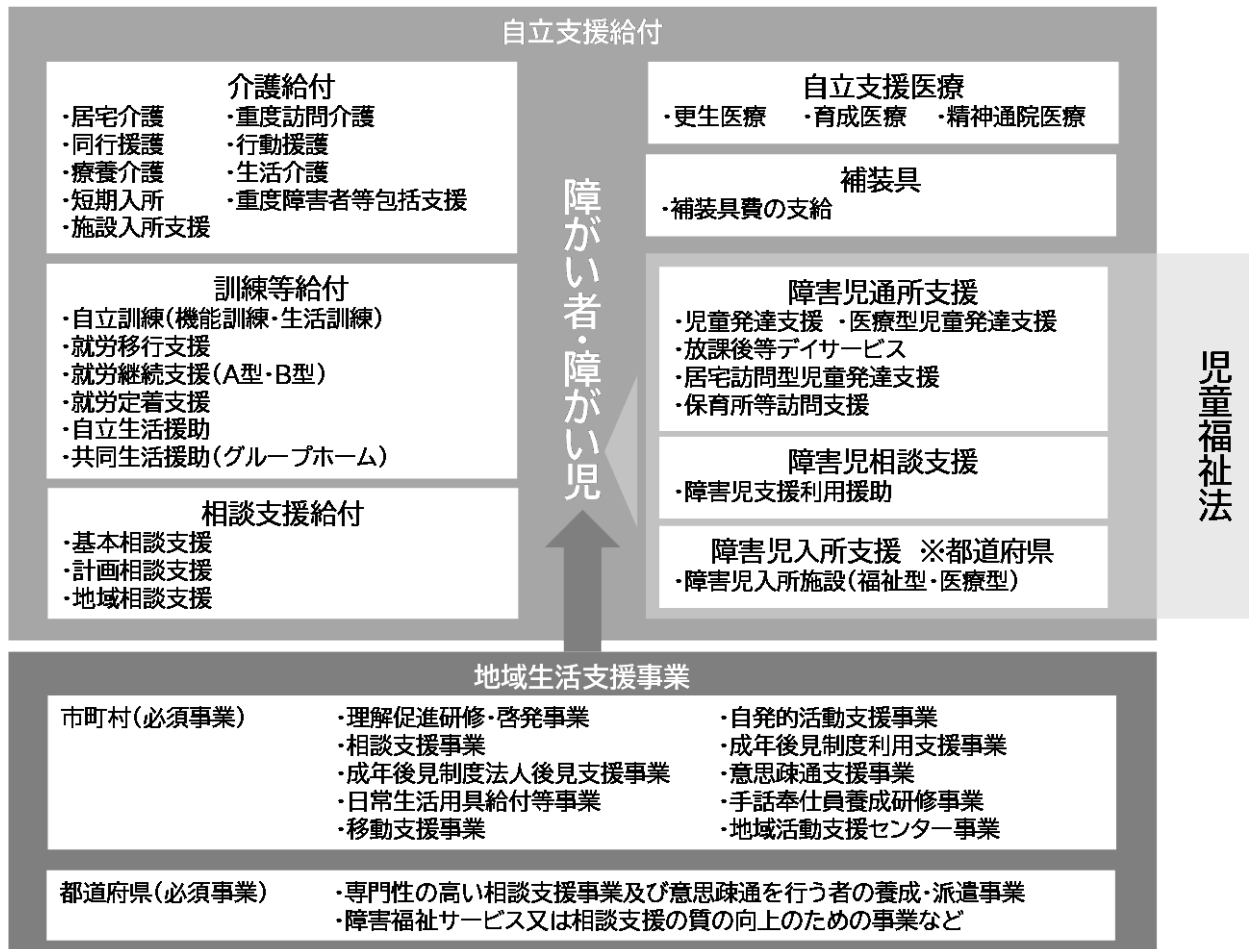 自立支援給付
介護給付
・居宅介護 ・重度訪問介護
・同行援護 ・行動援護
・療養介護 ・生活介護
・短期入所 ・重度障害者等包括支援
・施設入所支援
訓練等給付
・自立訓練(機能訓練・生活訓練)
・就労移行支援
・就労継続支援(A型・B型)
・就労定着支援
・自立生活援助
・共同生活援助(グループホーム)
相談支援給付
・基本相談支援
・計画相談支援
・地域相談支援
障がい者・障がい児
自立支援医療
・更生医療 ・育成医療 ・精神通院医療
補装具
・補装具費の支給
障害児通所支援
・児童発達支援 ・医療型児童発達支援
・放課後等デイサービス
・居宅訪問型児童発達支援
・保育所等訪問支援
障害児相談支援
・障害児支援利用援助
障害児入所支援 ※都道府県
・障害児入所施設(福祉型・医療型)
児童福祉法
地域生活支援事業
市町村(必須事業) ・理解促進研修・啓発事業 ・自発的活動支援事業
・相談支援事業 ・成年後見制度利用支援事業
・成年後見制度法人後見支援事業 ・意思疎通支援事業
・日常生活用具給付等事業 ・手話奉仕員養成研修事業
・移動支援事業 ・地域活動支援センター事業
都道府県(必須事業) ・専門性の高い相談支援事業及び意思疎通を行う者の養成・派遣事業
・障害福祉サービス又は相談支援の質の向上のための事業など